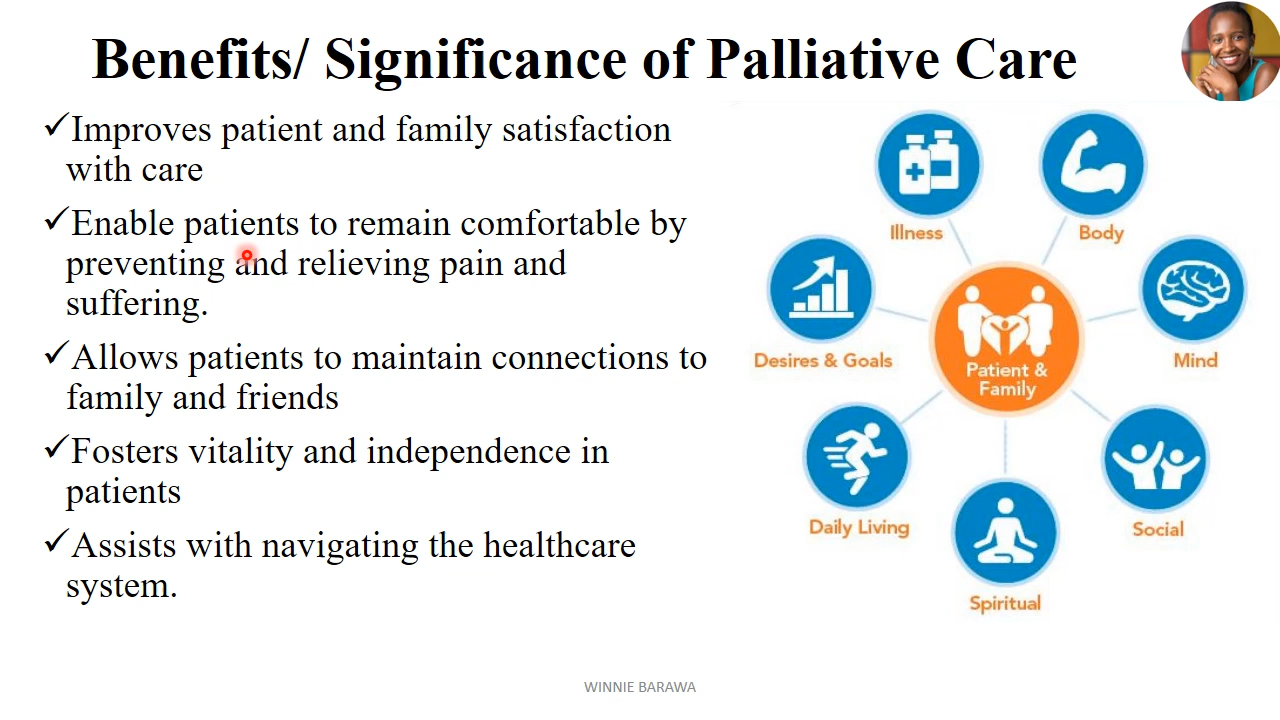 Benefits/ Significance of Palliative Care
✓Improves patient and family satisfaction
with care
✓Enable patients to remain comfortable by
preventing and relieving pain and
suffering.
✓Allows patients to maintain connections to
family and friends
✓Fosters vitality and independence in
patients
✓Assists with navigating the healthcare
system.
Illness
Body
Desires & Goals
Patient &
Family
Mind
Daily Living
Social
Spiritual
WINNIE BARAWA